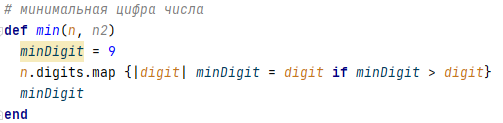 # минимальная цифра числа
def min(n, n2)
  minDigit = 9
  n.digits.map {|digit| minDigit = digit if minDigit > digit}
  minDigit
end